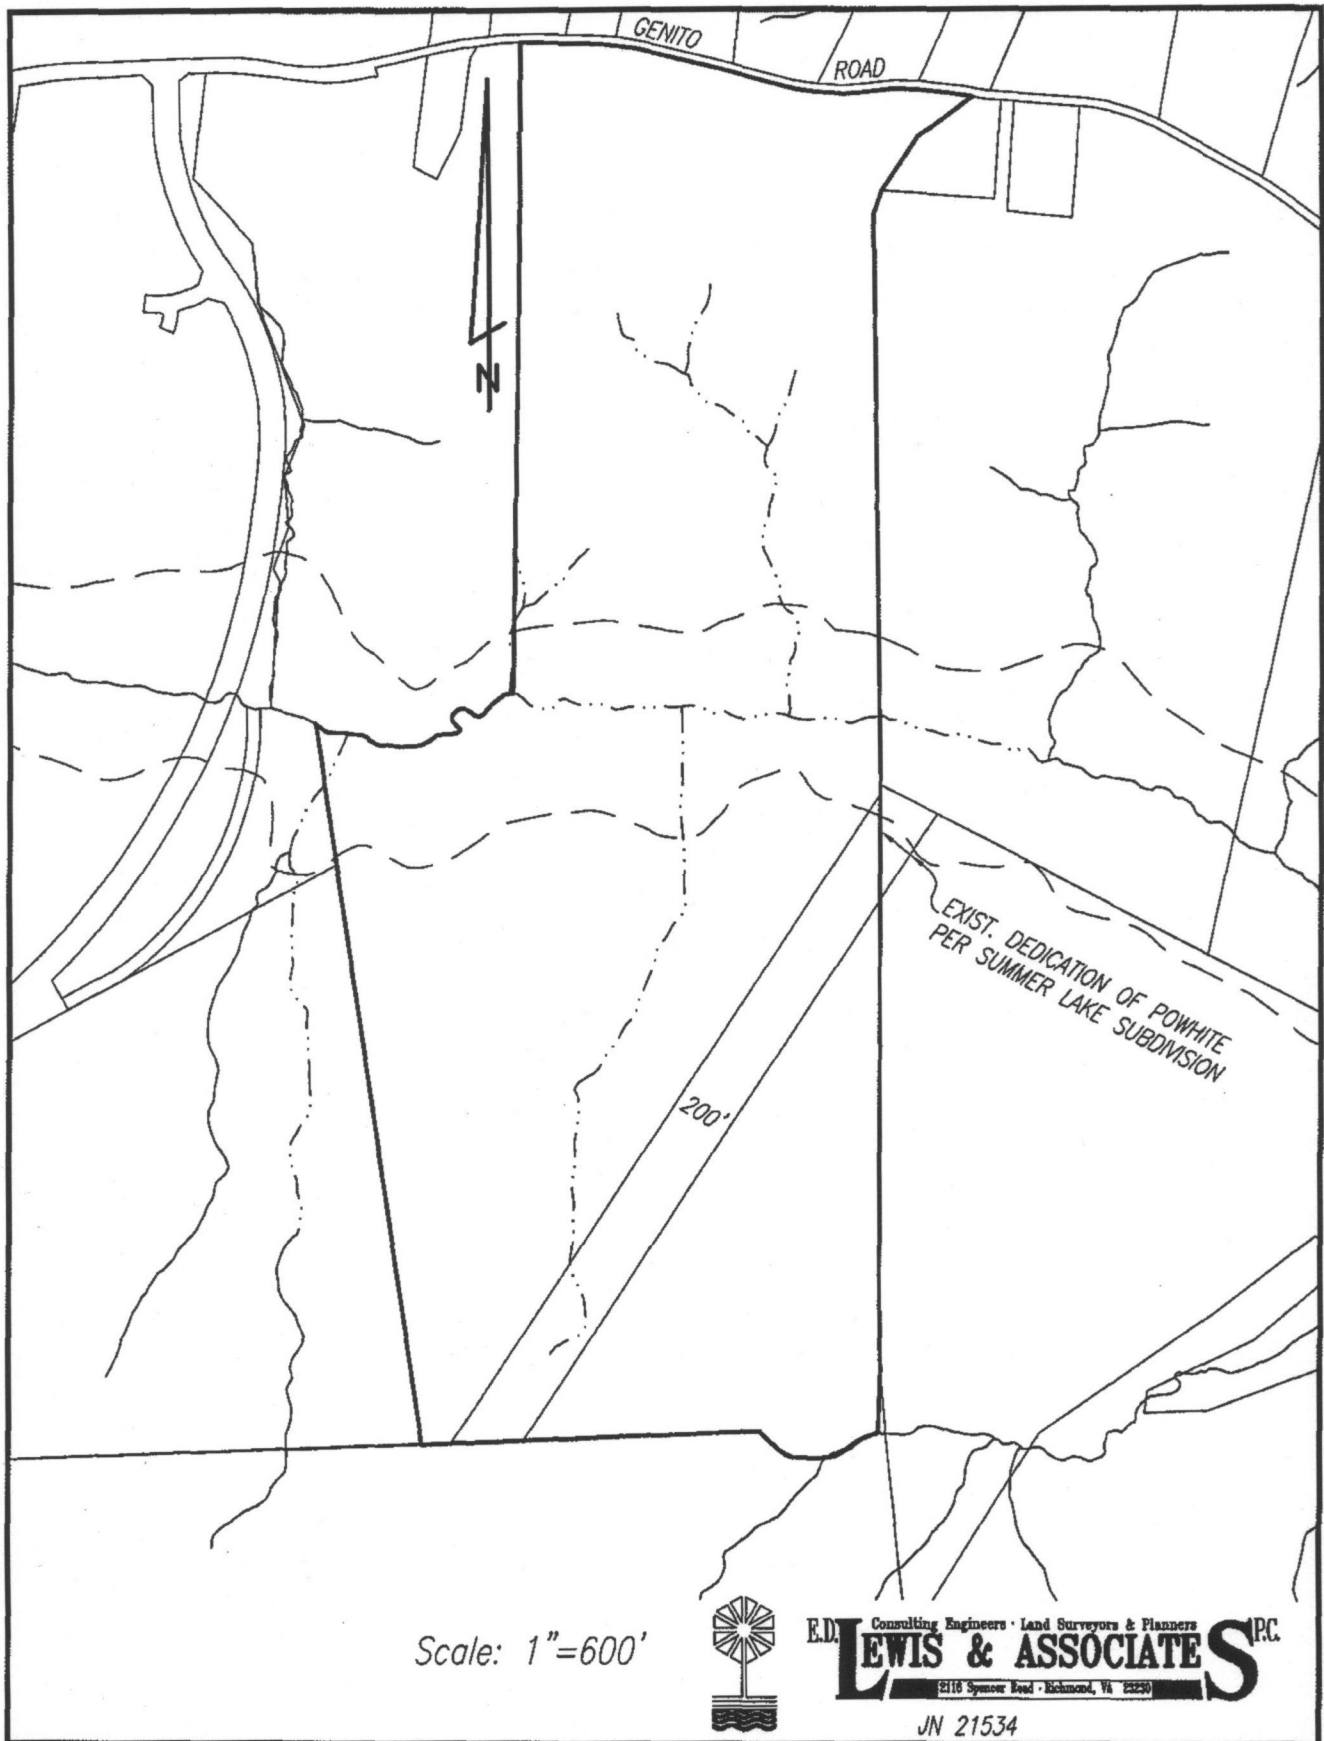 GENITO
ROAD
N
EXIST. DEDICATION OF POWHITE
PER SUMMER LAKE SUBDIVISION
200'
Scale: 1"=600'
E.D. LEWIS & ASSOCIATES P.C.
Consulting Engineers · Land Surveyors & Planners
2116 Spencer Road · Richmond, VA 23230
JN 21534